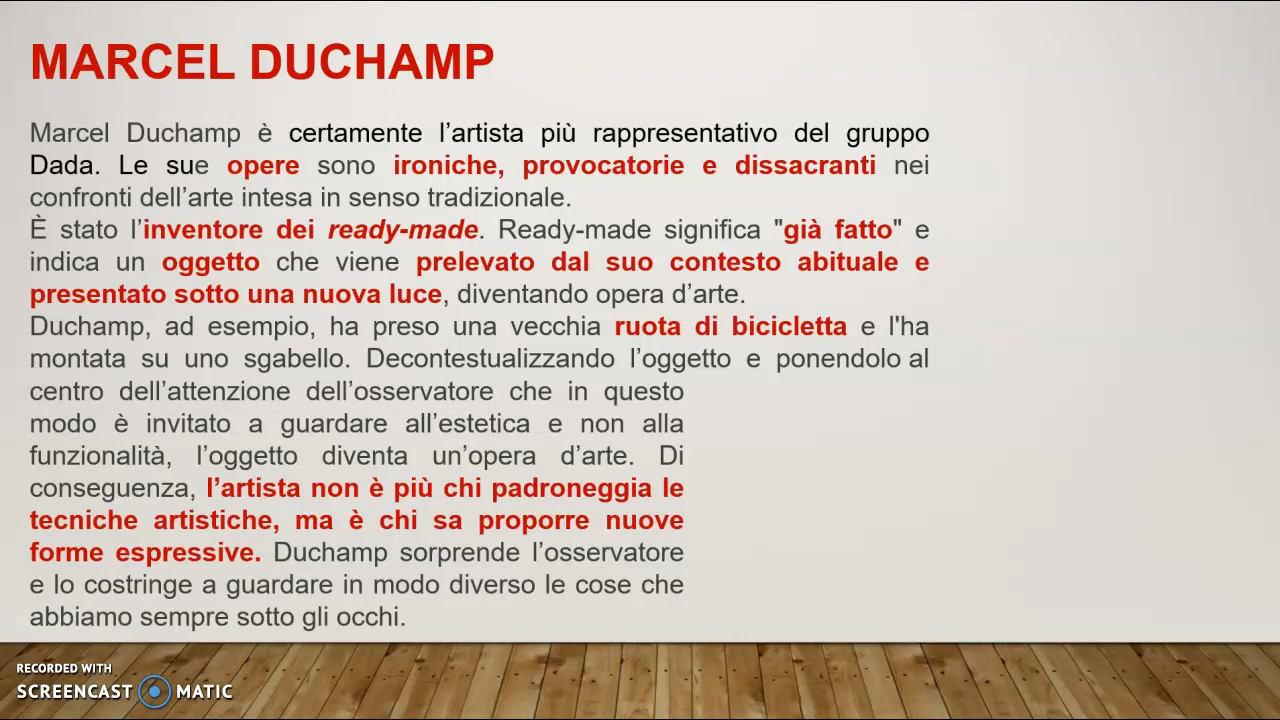 MARCEL DUCHAMP
Marcel Duchamp è certamente l’artista più rappresentativo del gruppo
Dada. Le sue opere sono ironiche, provocatorie e dissacranti nei
confronti dell’arte intesa in senso tradizionale.
È stato l’inventore dei ready-made. Ready-made significa "già fatto" e
indica un oggetto che viene prelevato dal suo contesto abituale e
presentato sotto una nuova luce, diventando opera d’arte.
Duchamp, ad esempio, ha preso una vecchia ruota di bicicletta e l'ha
montata su uno sgabello. Decontestualizzando l’oggetto e ponendolo al
centro dell’attenzione dell’osservatore che in questo
modo è invitato a guardare all’estetica e non alla
funzionalità, l’oggetto diventa un’opera d’arte. Di
conseguenza, l’artista non è più chi padroneggia le
tecniche artistiche, ma è chi sa proporre nuove
forme espressive. Duchamp sorprende l’osservatore
e lo costringe a guardare in modo diverso le cose che
abbiamo sempre sotto gli occhi.
RECORDED WITH
SCREENCAST MATIC